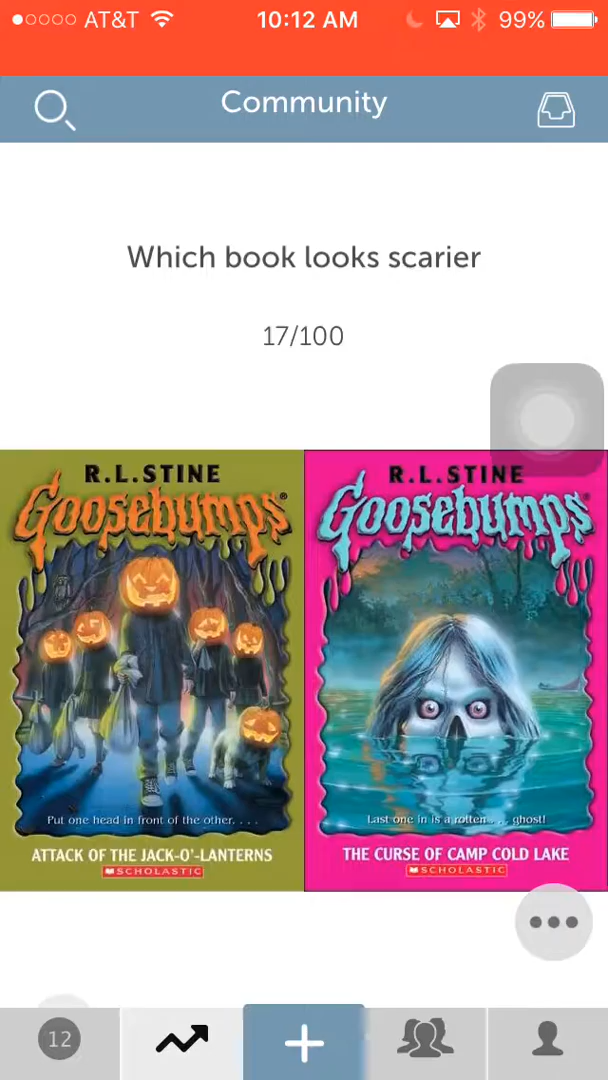 AT&T 10:12 AM 99%
Community
Which book looks scarier
17/100
R.L.STINE
Goosebumps®
Put one head in front of the other. . . .
ATTACK OF THE JACK-O'-LANTERNS
SCHOLASTIC
R.L.STINE
Goosebumps
Last one in is a rotten . . . ghost!
THE CURSE OF CAMP COLD LAKE
SCHOLASTIC
12